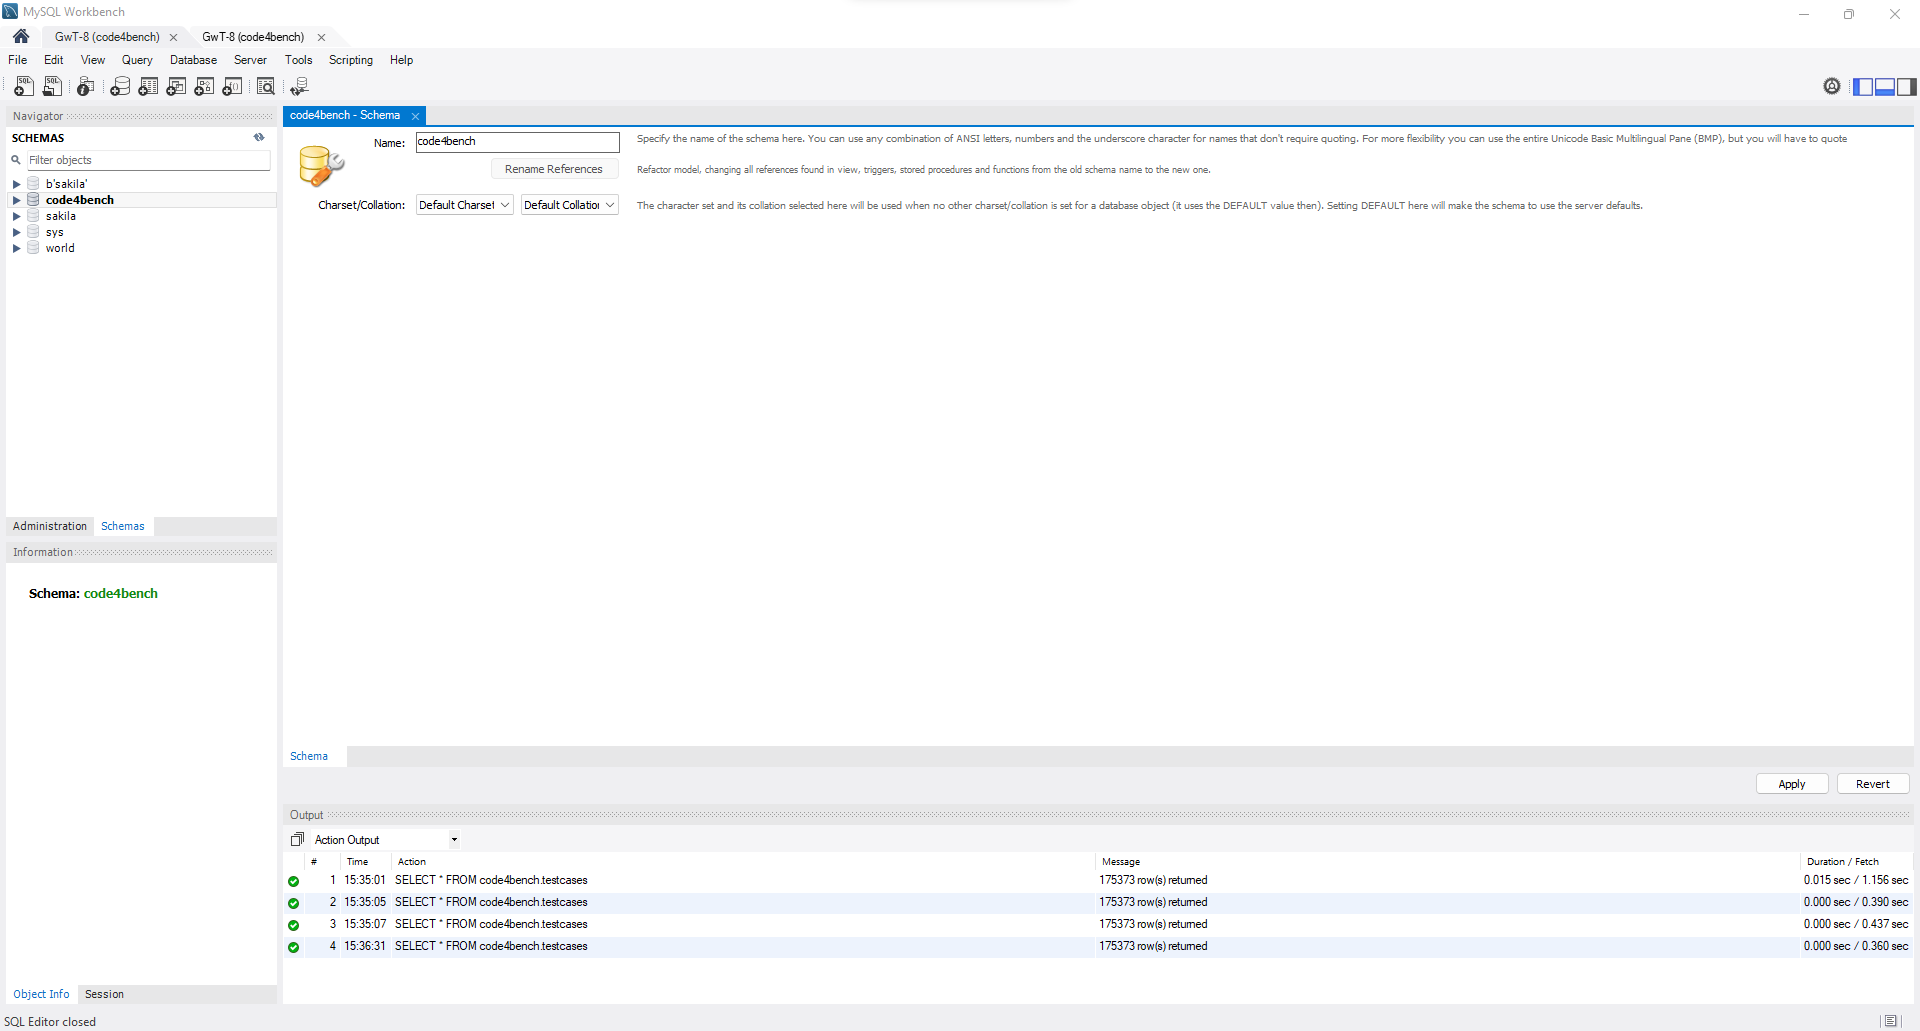 MySQL Workbench
GwT-8 (code4bench) GwT-8 (code4bench)
File Edit View Query Database Server Tools Scripting Help
Navigator
SCHEMAS
Filter objects
b'sakila'
code4bench
sakila
sys
world
Administration Schemas
Information
Schema: code4bench
Object Info Session
code4bench - Schema
Name: code4bench Specify the name of the schema here. You can use any combination of ANSI letters, numbers and the underscore character for names that don't require quoting. For more flexibility you can use the entire Unicode Basic Multilingual Pane (BMP), but you will have to quote
Rename References Refactor model, changing all references found in view, triggers, stored procedures and functions from the old schema name to the new one.
Charset/Collation: Default Charset Default Collation The character set and its collation selected here will be used when no other charset/collation is set for a database object (it uses the DEFAULT value then). Setting DEFAULT here will make the schema to use the server defaults.
Schema
Apply Revert
Output
Action Output
# Time Action Message Duration / Fetch
1 15:35:01 SELECT * FROM code4bench.testcases 175373 row(s) returned 0.015 sec / 1.156 sec
2 15:35:05 SELECT * FROM code4bench.testcases 175373 row(s) returned 0.000 sec / 0.390 sec
3 15:35:07 SELECT * FROM code4bench.testcases 175373 row(s) returned 0.000 sec / 0.437 sec
4 15:36:31 SELECT * FROM code4bench.testcases 175373 row(s) returned 0.000 sec / 0.360 sec
SQL Editor closed